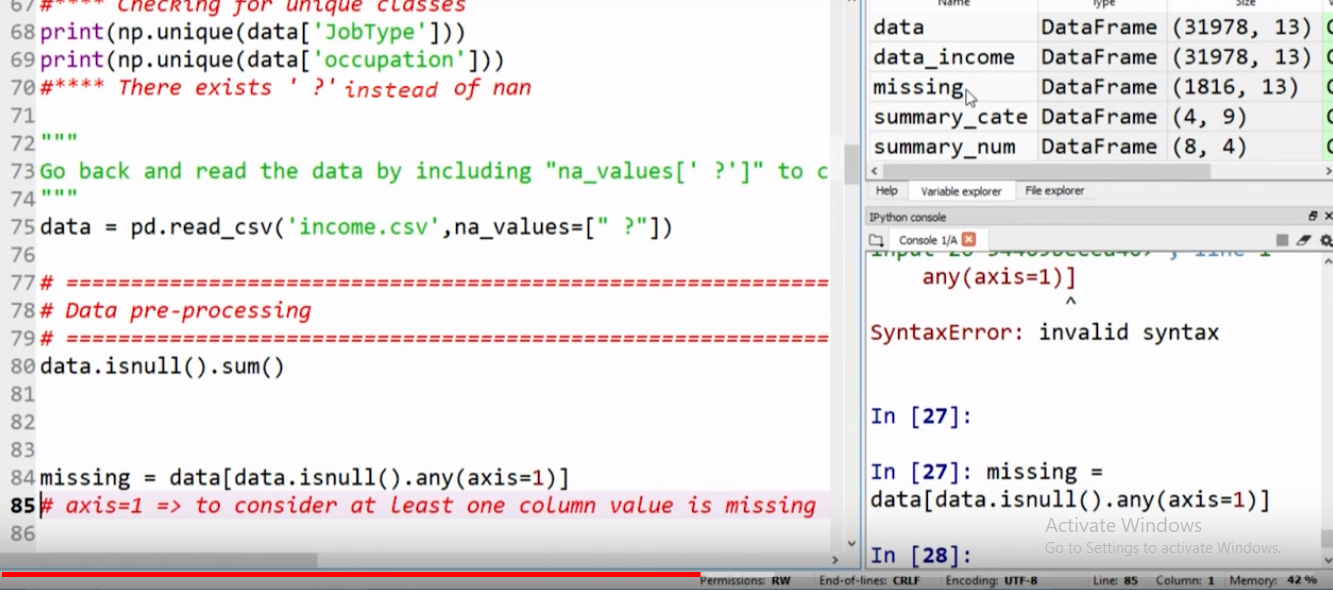 67 #**** Checking for unique classes
68 print(np.unique(data['JobType']))
69 print(np.unique(data['occupation']))
70 #**** There exists ' ?' instead of nan
71
72 """
73 Go back and read the data by including "na_values[' ?']" to c
74 """
75 data = pd.read_csv('income.csv',na_values=[" ?"])
76
77 # ===========================================================
78 # Data pre-processing
79 # ===========================================================
80 data.isnull().sum()
81
82
83
84 missing = data[data.isnull().any(axis=1)]
85 # axis=1 => to consider at least one column value is missing
86
Name Type Size
data DataFrame (31978, 13)
data_income DataFrame (31978, 13)
missing DataFrame (1816, 13)
summary_cate DataFrame (4, 9)
summary_num DataFrame (8, 4)
Help Variable explorer File explorer
IPython console
Console 1/A
any(axis=1)]
^
SyntaxError: invalid syntax
In [27]:
In [27]: missing =
data[data.isnull().any(axis=1)]
Activate Windows
Go to Settings to activate Windows.
In [28]:
Permissions: RW End-of-lines: CRLF Encoding: UTF-8 Line: 85 Column: 1 Memory: 42 %